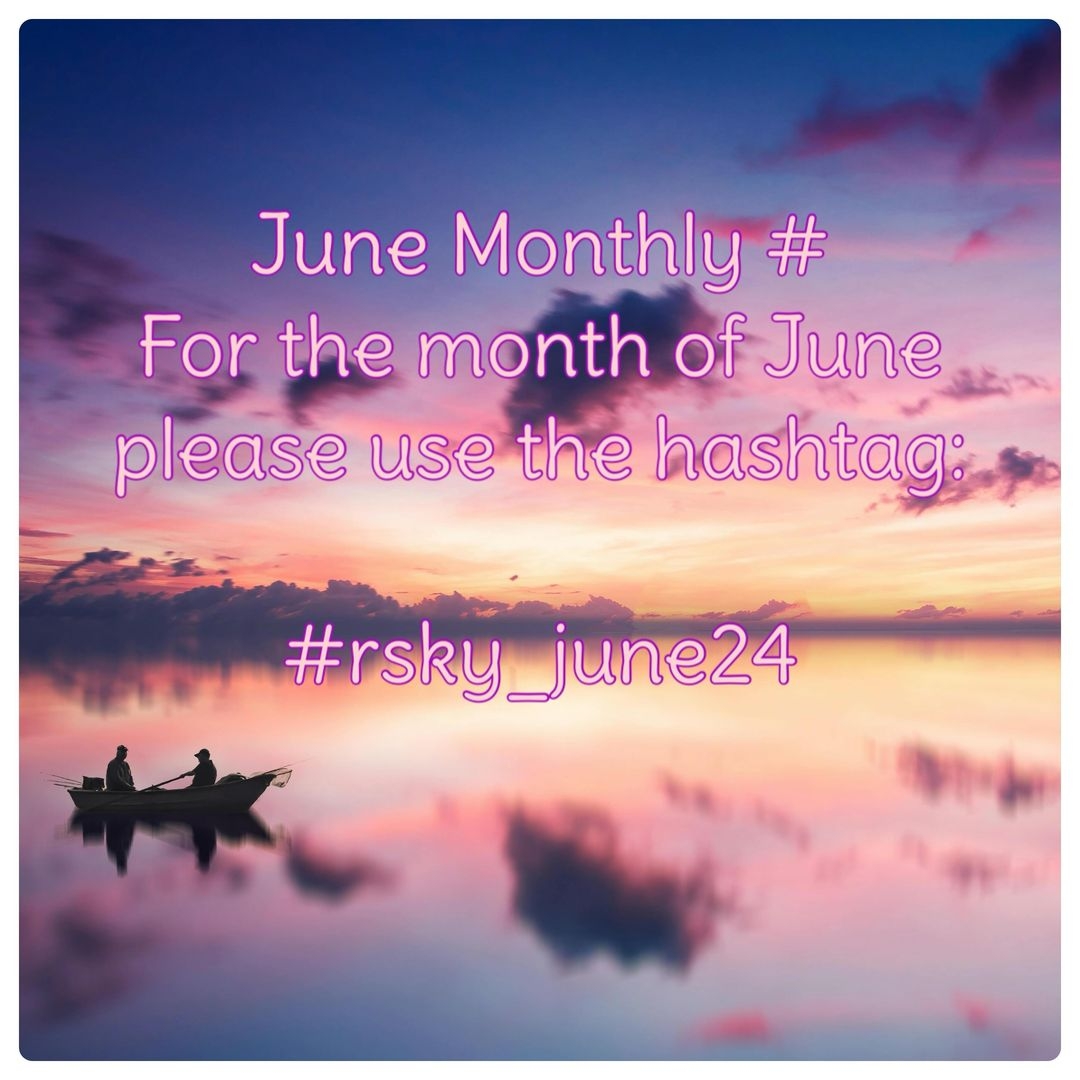 June Monthly #
For the month of June
please use the hashtag:
#rsky_june24